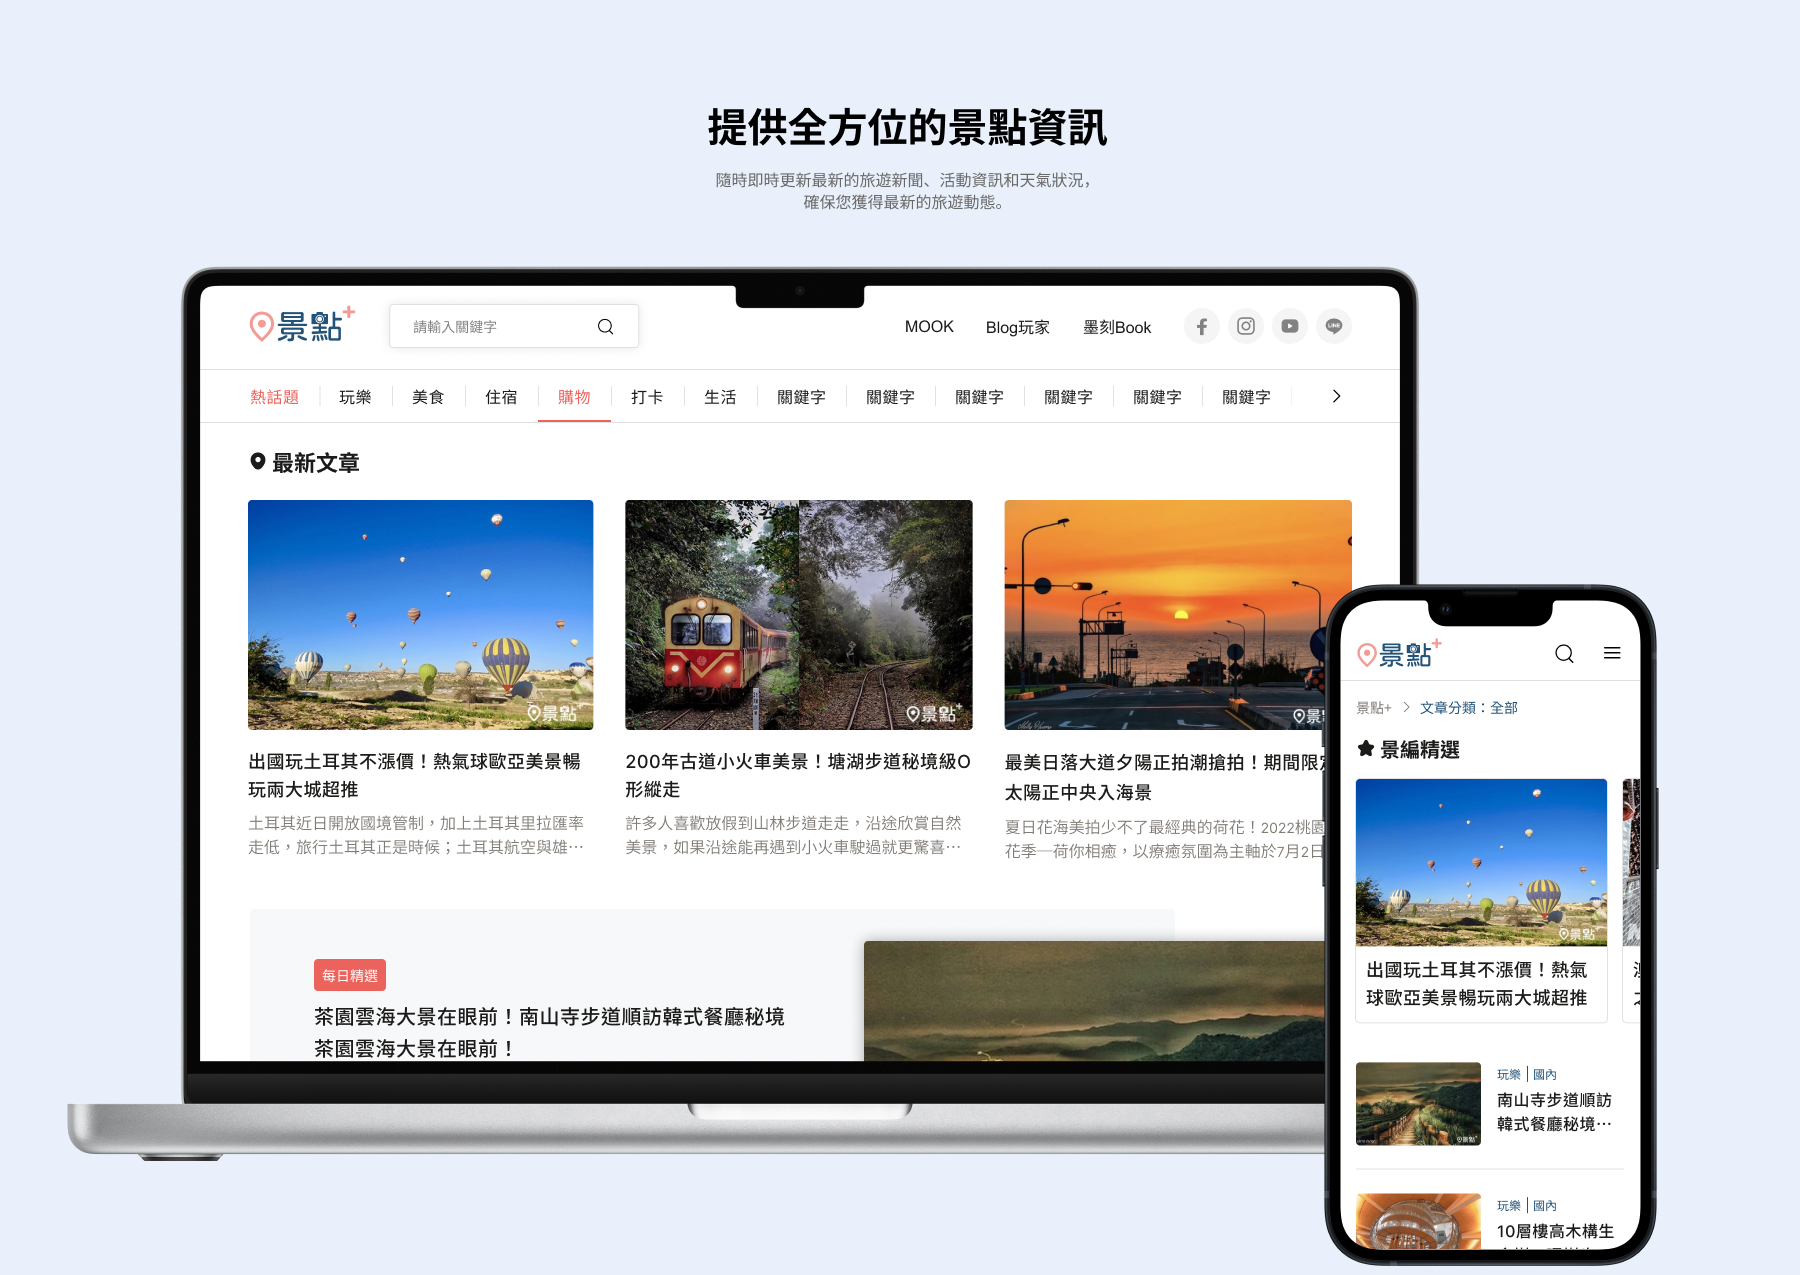 提供全方位的景點資訊
隨時即時更新最新的旅遊新聞、活動資訊和天氣狀況，
確保您獲得最新的旅遊動態。
景點+
請輸入關鍵字
MOOK
Blog玩家
墨刻Book
LINE
熱話題
玩樂
美食
住宿
購物
打卡
生活
關鍵字
關鍵字
關鍵字
關鍵字
關鍵字
關鍵字
最新文章
景點+
景點+
景
出國玩土耳其不漲價！熱氣球歐亞美景暢
玩兩大城超推
土耳其近日開放國境管制，加上土耳其里拉匯率
走低，旅行土耳其正是時候；土耳其航空與雄⋯
200年古道小火車美景！塘湖步道秘境級O
形縱走
許多人喜歡放假到山林步道走走，沿途欣賞自然
美景，如果沿途能再遇到小火車駛過就更驚喜⋯
最美日落大道夕陽正拍潮搶拍！期間限定
太陽正中央入海景
夏日花海美拍少不了最經典的荷花！2022桃園
花季—荷你相癒，以療癒氛圍為主軸於7月2日
每日精選
茶園雲海大景在眼前！南山寺步道順訪韓式餐廳秘境
茶園雲海大景在眼前！
景點+
景點+
文章分類：全部
景編精選
景點+
出國玩土耳其不漲價！熱氣
球歐亞美景暢玩兩大城超推
玩樂
國內
南山寺步道順訪
韓式餐廳秘境⋯
景點+
玩樂
國內
10層樓高木構生